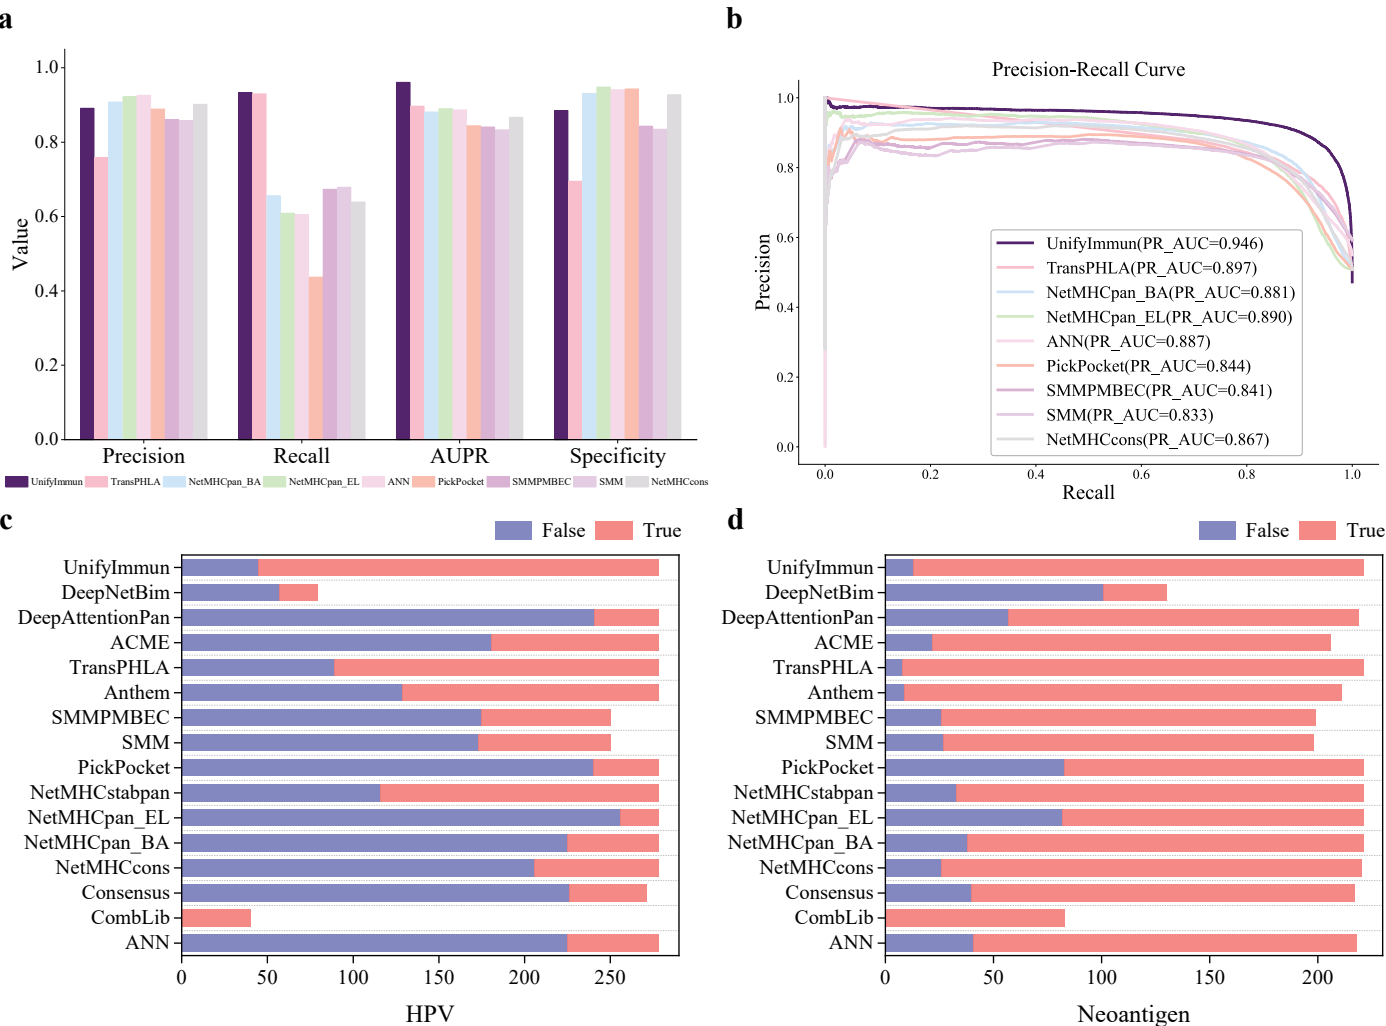 a
1.0
0.8
0.6
0.4
0.2
0.0
Value
Precision Recall AUPR Specificity
UnifyImmun TransPHLA NetMHCpan_BA NetMHCpan_EL ANN PickPocket SMMPMBEC SMM NetMHCcons
b
Precision-Recall Curve
1.0
0.8
0.6
0.4
0.2
0.0
Precision
UnifyImmun(PR_AUC=0.946)
TransPHLA(PR_AUC=0.897)
NetMHCpan_BA(PR_AUC=0.881)
NetMHCpan_EL(PR_AUC=0.890)
ANN(PR_AUC=0.887)
PickPocket(PR_AUC=0.844)
SMMPMBEC(PR_AUC=0.841)
SMM(PR_AUC=0.833)
NetMHCcons(PR_AUC=0.867)
0.0 0.2 0.4 0.6 0.8 1.0
Recall
c
False True
UnifyImmun
DeepNetBim
DeepAttentionPan
ACME
TransPHLA
Anthem
SMMPMBEC
SMM
PickPocket
NetMHCstabpan
NetMHCpan_EL
NetMHCpan_BA
NetMHCcons
Consensus
CombLib
ANN
0 50 100 150 200 250
HPV
d
False True
UnifyImmun
DeepNetBim
DeepAttentionPan
ACME
TransPHLA
Anthem
SMMPMBEC
SMM
PickPocket
NetMHCstabpan
NetMHCpan_EL
NetMHCpan_BA
NetMHCcons
Consensus
CombLib
ANN
0 50 100 150 200
Neoantigen